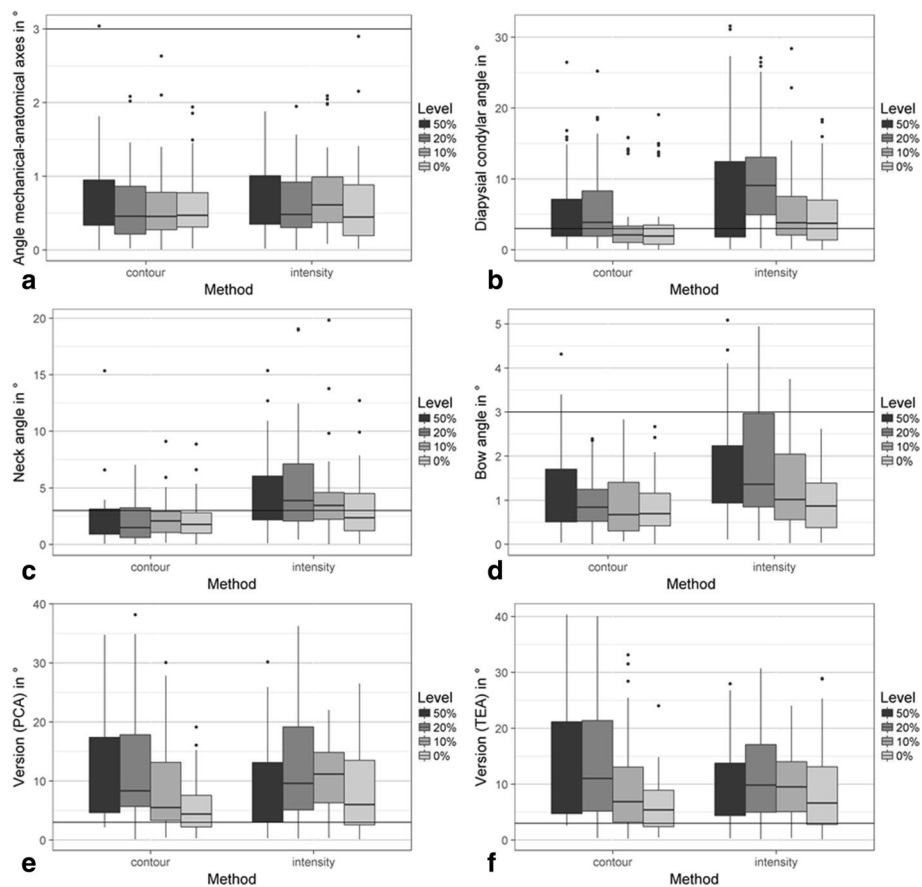 Angle mechanical-anatomical axes in °
3
2
1
0
contour
intensity
Method
Level
50%
20%
10%
0%
a
Diapysial condylar angle in °
30
20
10
0
contour
intensity
Method
Level
50%
20%
10%
0%
b
Neck angle in °
20
15
10
5
0
contour
intensity
Method
Level
50%
20%
10%
0%
c
Bow angle in °
5
4
3
2
1
0
contour
intensity
Method
Level
50%
20%
10%
0%
d
Version (PCA) in °
40
30
20
10
0
contour
intensity
Method
Level
50%
20%
10%
0%
e
Version (TEA) in °
40
30
20
10
0
contour
intensity
Method
Level
50%
20%
10%
0%
f